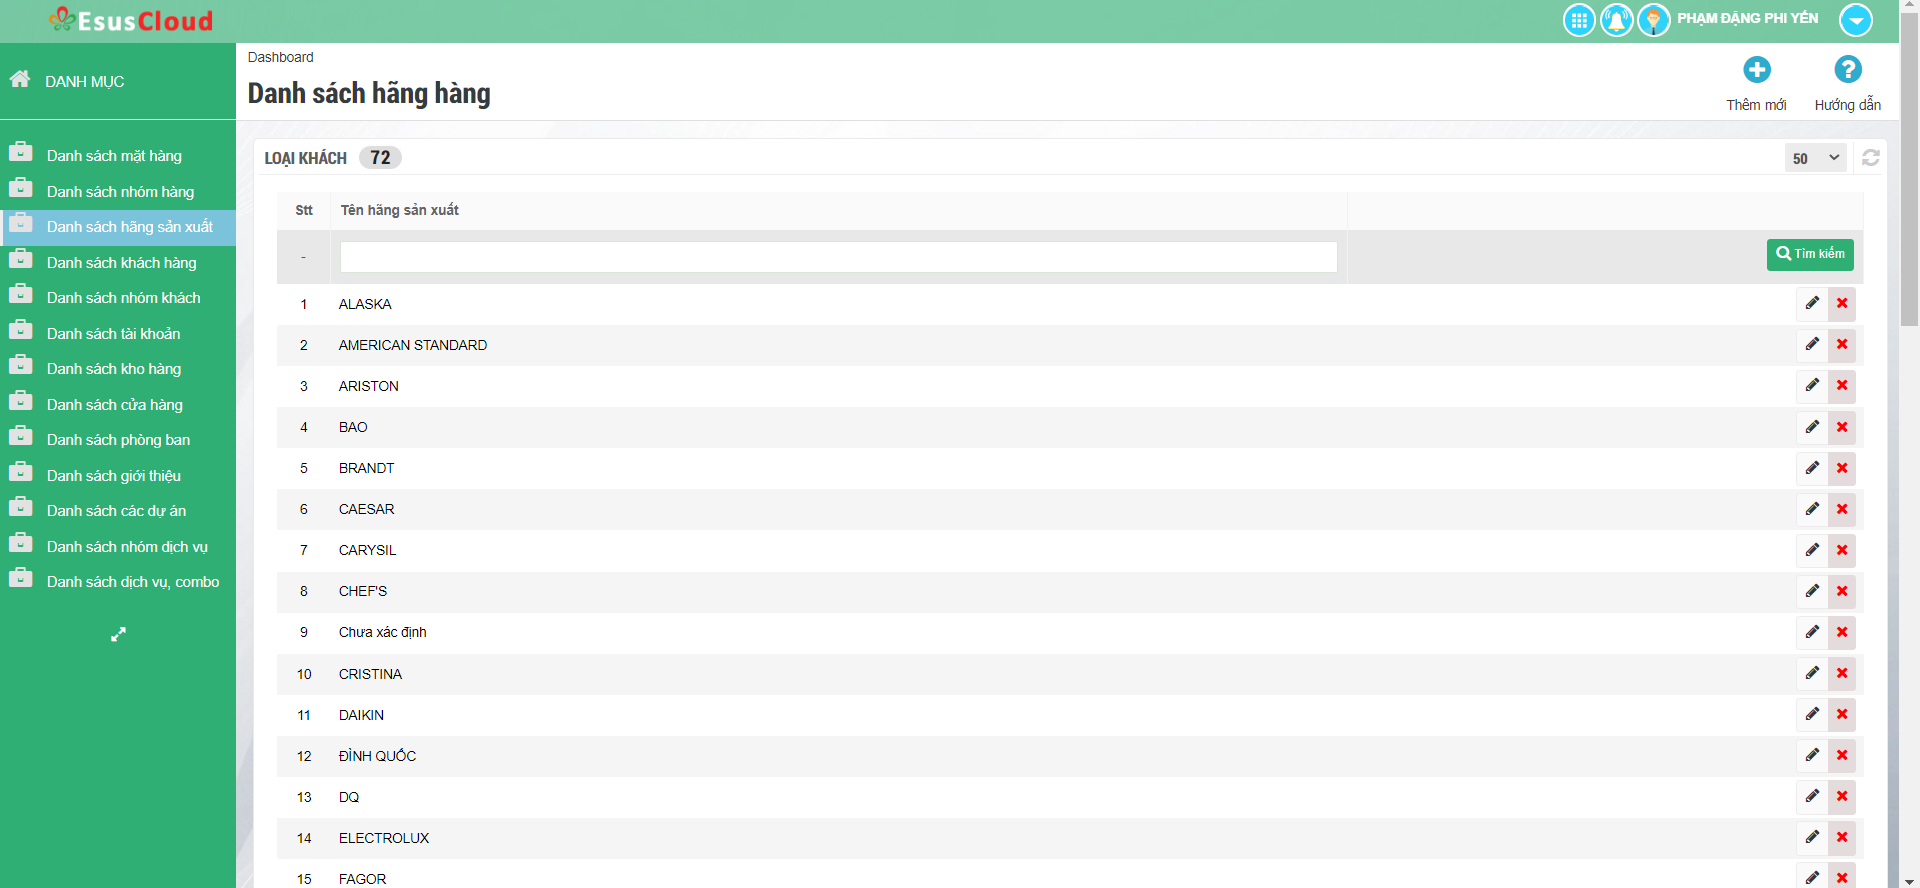 EsusCloud
PHẠM ĐẶNG PHI YẾN
DANH MỤC
Danh sách mặt hàng
Danh sách nhóm hàng
Danh sách hãng sản xuất
Danh sách khách hàng
Danh sách nhóm khách
Danh sách tài khoản
Danh sách kho hàng
Danh sách cửa hàng
Danh sách phòng ban
Danh sách giới thiệu
Danh sách các dự án
Danh sách nhóm dịch vụ
Danh sách dịch vụ, combo
Dashboard
Danh sách hãng hàng
Thêm mới
Hướng dẫn
LOẠI KHÁCH 72
50
Stt Tên hãng sản xuất
- Tìm kiếm
1 ALASKA
2 AMERICAN STANDARD
3 ARISTON
4 BAO
5 BRANDT
6 CAESAR
7 CARYSIL
8 CHEF'S
9 Chưa xác định
10 CRISTINA
11 DAIKIN
12 ĐÌNH QUỐC
13 DQ
14 ELECTROLUX
15 FAGOR